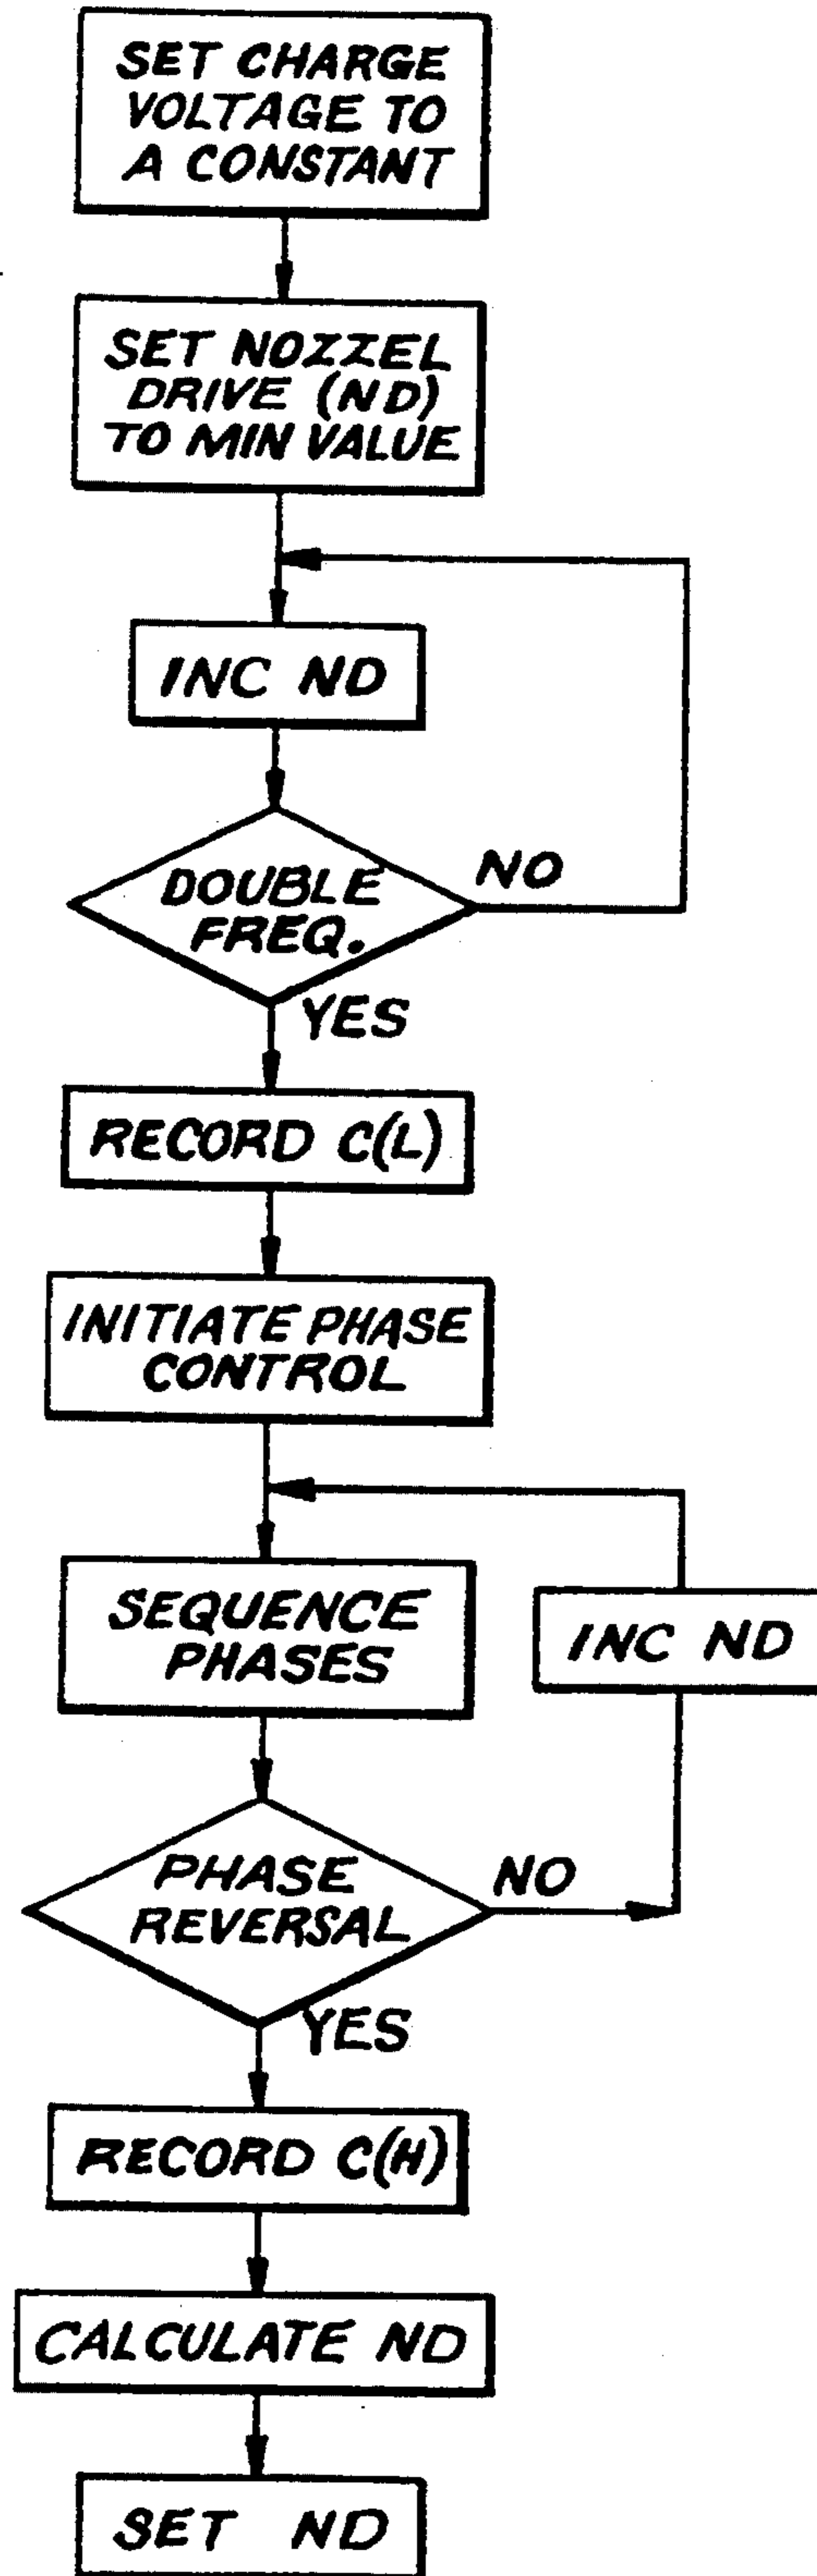 SET CHARGE
VOLTAGE TO
A CONSTANT
SET NOZZEL
DRIVE (ND)
TO MIN VALUE
INC ND
DOUBLE
FREQ.
NO
YES
RECORD C(L)
INITIATE PHASE
CONTROL
SEQUENCE
PHASES
INC ND
PHASE
REVERSAL
NO
YES
RECORD C(H)
CALCULATE ND
SET ND